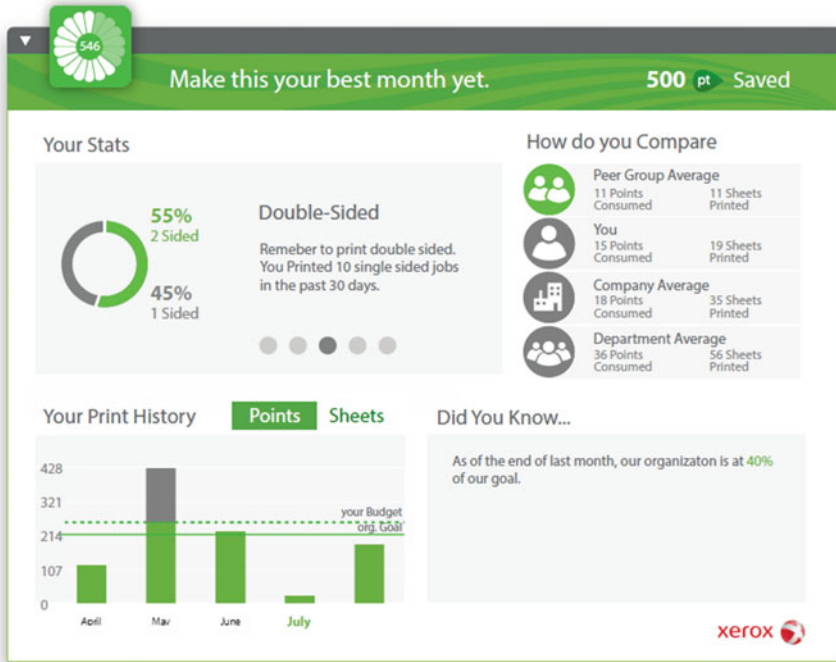 546
Make this your best month yet.
500 pt Saved
Your Stats
55%
2 Sided
45%
1 Sided
Double-Sided
Remeber to print double sided.
You Printed 10 single sided jobs
in the past 30 days.
How do you Compare
Peer Group Average
11 Points Consumed
11 Sheets Printed
You
15 Points Consumed
19 Sheets Printed
Company Average
18 Points Consumed
35 Sheets Printed
Department Average
36 Points Consumed
56 Sheets Printed
Your Print History
Points
Sheets
428
321
214
107
0
your Budget
org. Goal
April
May
June
July
Did You Know...
As of the end of last month, our organizaton is at 40%
of our goal.
xerox